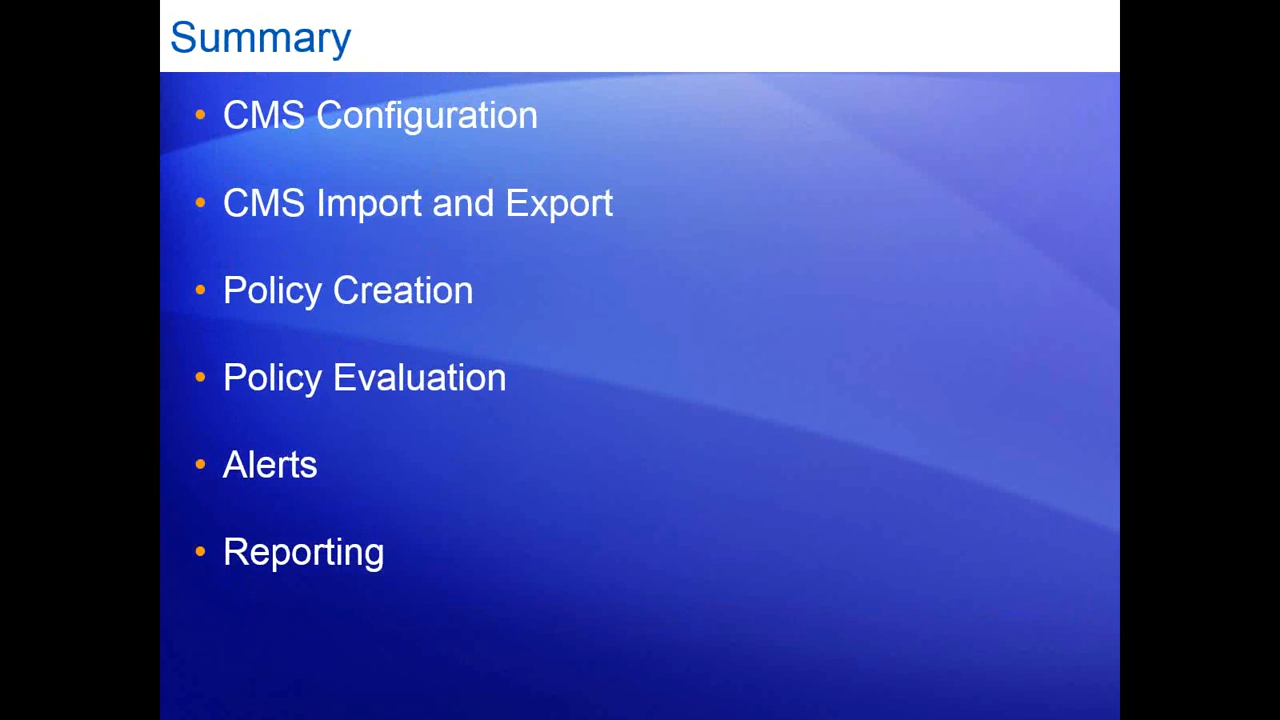 Summary
• CMS Configuration
• CMS Import and Export
• Policy Creation
• Policy Evaluation
• Alerts
• Reporting